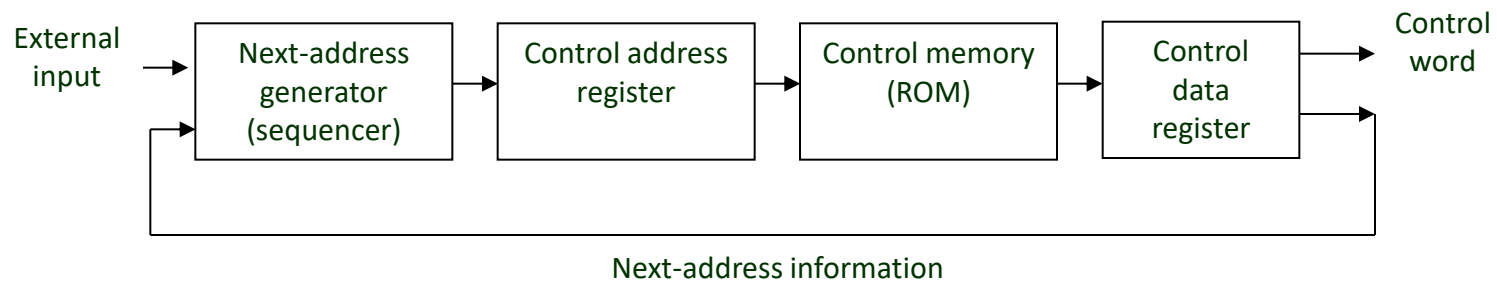 External
input
Next-address
generator
(sequencer)
Control address
register
Control memory
(ROM)
Control
data
register
Control
word
Next-address information